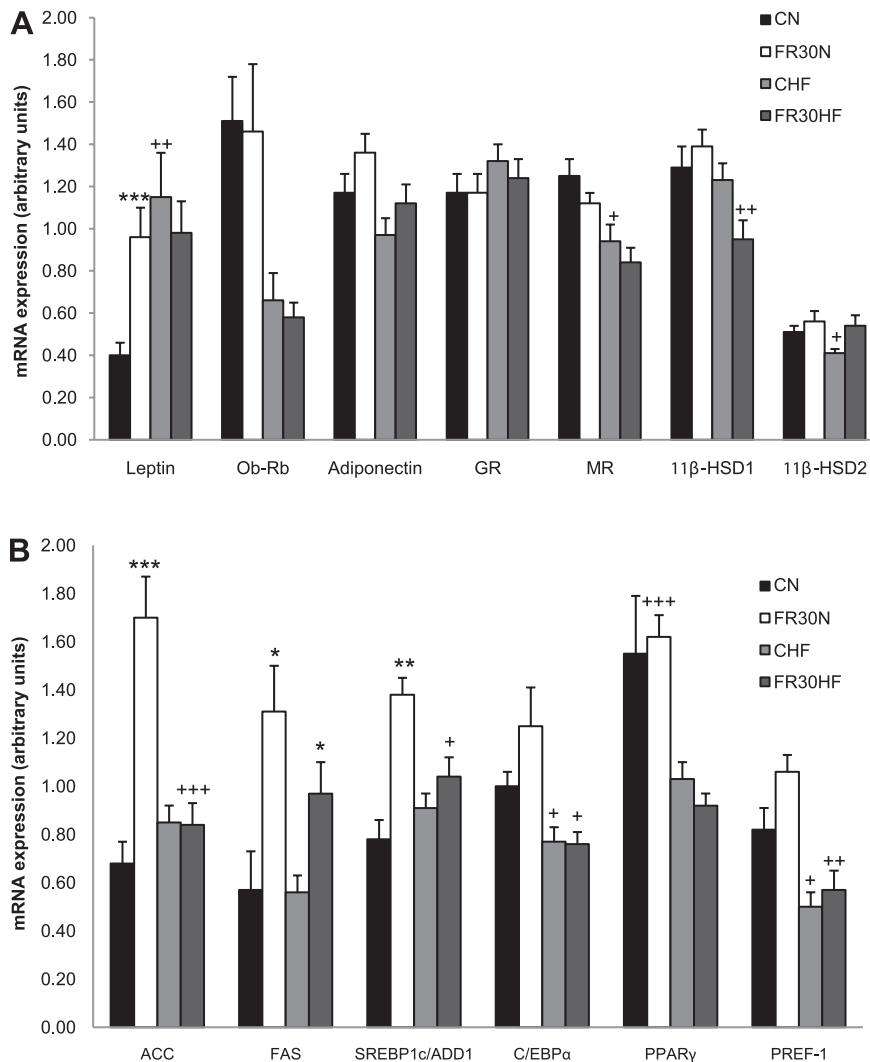 A
2.00
1.80
1.60
1.40
1.20
1.00
0.80
0.60
0.40
0.20
0.00
mRNA expression (arbitrary units)
CN
FR30N
CHF
FR30HF
***
++
+
++
+
Leptin Ob-Rb Adiponectin GR MR 11β-HSD1 11β-HSD2
B
2.00
1.80
1.60
1.40
1.20
1.00
0.80
0.60
0.40
0.20
0.00
mRNA expression (arbitrary units)
CN
FR30N
CHF
FR30HF
***
+++
*
*
**
+
+ +
+++
+
++
ACC FAS SREBP1c/ADD1 C/EBPα PPARγ PREF-1